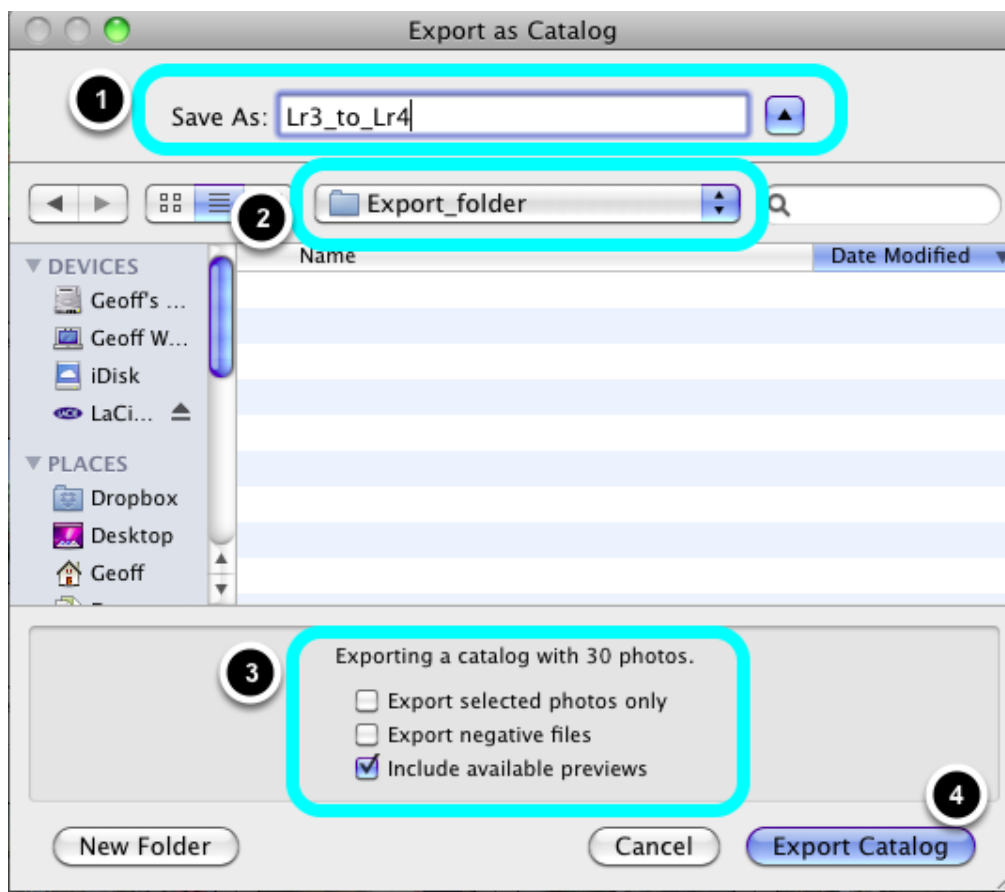 Export as Catalog
1
Save As: Lr3_to_Lr4
2
Export_folder
Name Date Modified
DEVICES
Geoff's ...
Geoff W...
iDisk
LaCi...
PLACES
Dropbox
Desktop
Geoff
3
Exporting a catalog with 30 photos.
Export selected photos only
Export negative files
Include available previews
4
New Folder Cancel Export Catalog